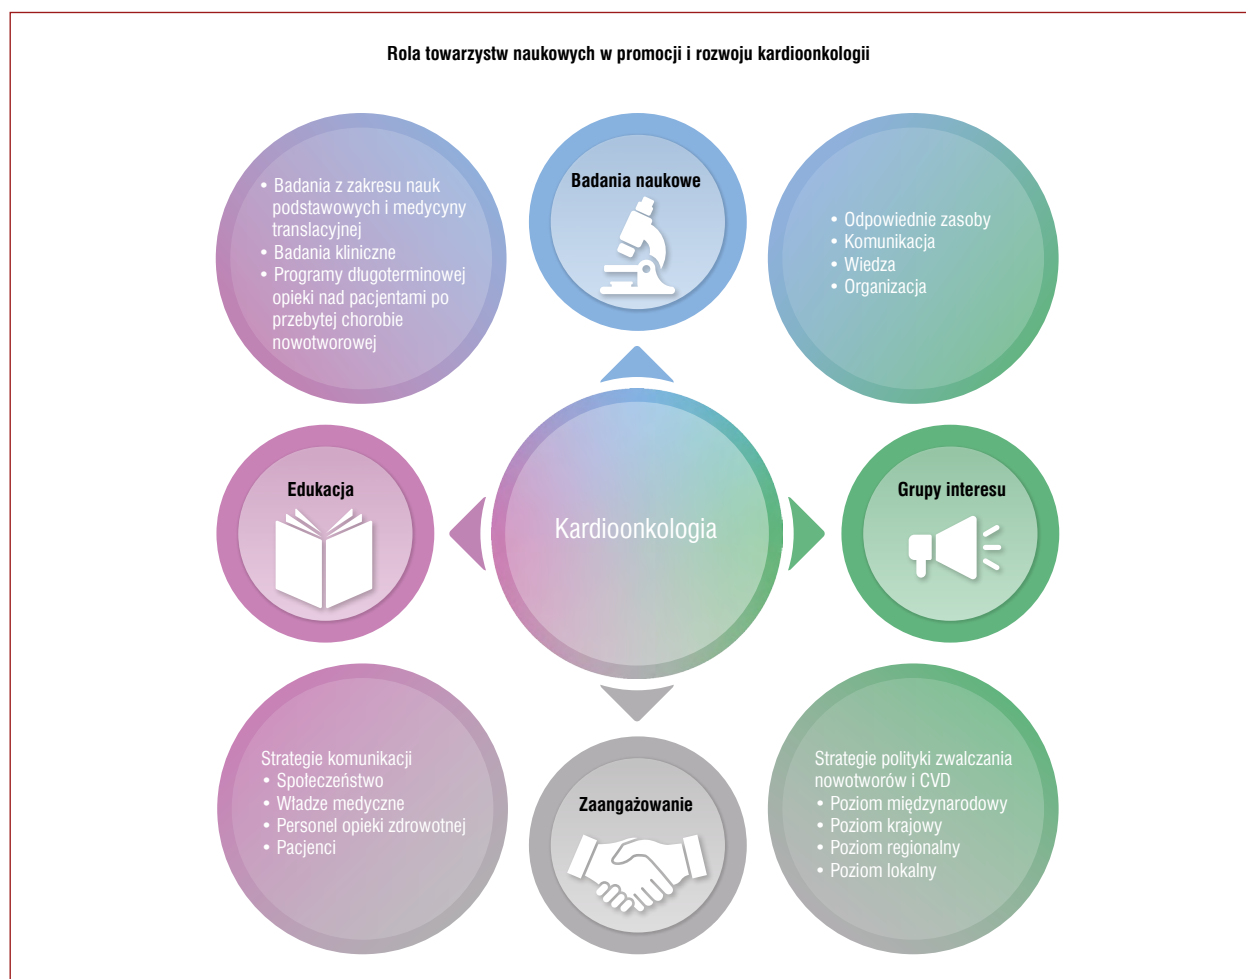 Rola towarzystw naukowych w promocji i rozwoju kardioonkologii
• Badania z zakresu nauk
podstawowych i medycyny
translacyjnej
• Badania kliniczne
• Programy długoterminowej
opieki nad pacjentami po
przebytej chorobie
nowotworowej
Badania naukowe
• Odpowiednie zasoby
• Komunikacja
• Wiedza
• Organizacja
Edukacja
Kardioonkologia
Grupy interesu
Strategie komunikacji
• Społeczeństwo
• Władze medyczne
• Personel opieki zdrowotnej
• Pacjenci
Zaangażowanie
Strategie polityki zwalczania
nowotworów i CVD
• Poziom międzynarodowy
• Poziom krajowy
• Poziom regionalny
• Poziom lokalny